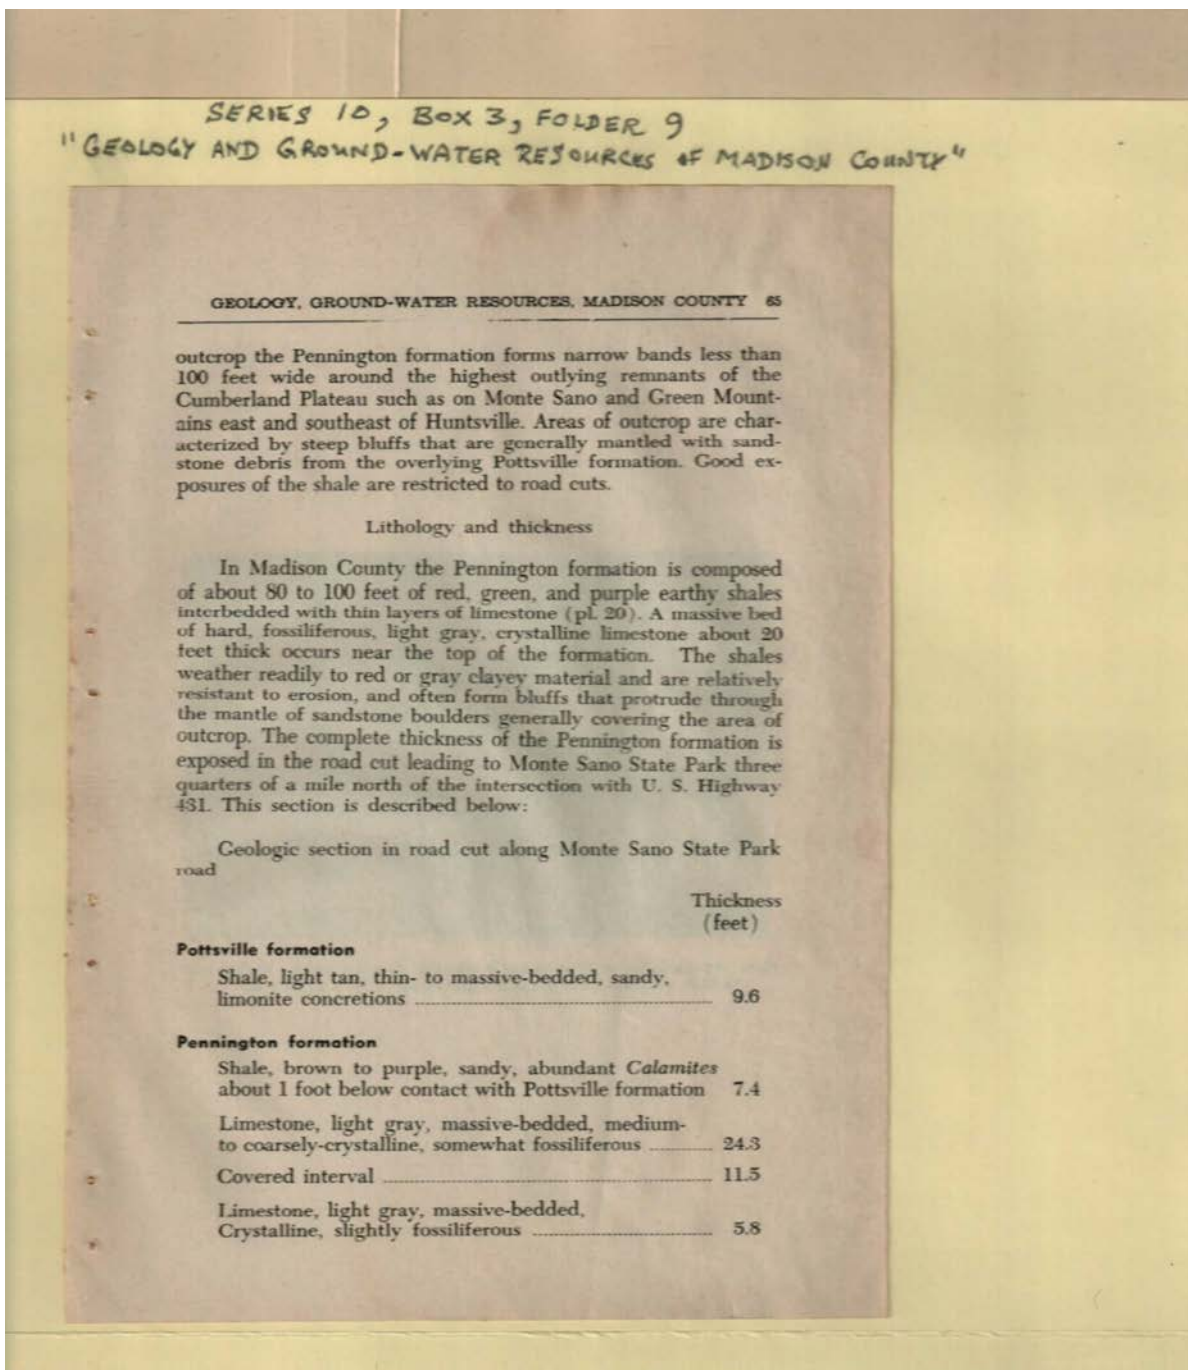 SERIES 10, BOX 3, FOLDER 9
"GEOLOGY AND GROUND-WATER RESOURCES OF MADISON COUNTY"
GEOLOGY, GROUND-WATER RESOURCES, MADISON COUNTY 65
outcrop the Pennington formation forms narrow bands less than
100 feet wide around the highest outlying remnants of the
Cumberland Plateau such as on Monte Sano and Green Mount-
ains east and southeast of Huntsville. Areas of outcrop are char-
acterized by steep bluffs that are generally mantled with sand-
stone debris from the overlying Pottsville formation. Good ex-
posures of the shale are restricted to road cuts.
Lithology and thickness
In Madison County the Pennington formation is composed
of about 80 to 100 feet of red, green, and purple earthy shales
interbedded with thin layers of limestone (pl. 20). A massive bed
of hard, fossiliferous, light gray, crystalline limestone about 20
feet thick occurs near the top of the formation. The shales
weather readily to red or gray clayey material and are relatively
resistant to erosion, and often form bluffs that protrude through
the mantle of sandstone boulders generally covering the area of
outcrop. The complete thickness of the Pennington formation is
exposed in the road cut leading to Monte Sano State Park three
quarters of a mile north of the intersection with U. S. Highway
431. This section is described below:
Geologic section in road cut along Monte Sano State Park
road
Thickness
(feet)
Pottsville formation
Shale, light tan, thin- to massive-bedded, sandy,
limonite concretions ........ 9.6
Pennington formation
Shale, brown to purple, sandy, abundant Calamites
about 1 foot below contact with Pottsville formation 7.4
Limestone, light gray, massive-bedded, medium-
to coarsely-crystalline, somewhat fossiliferous ........ 24.3
Covered interval ........ 11.5
Limestone, light gray, massive-bedded,
Crystalline, slightly fossiliferous ........ 5.8